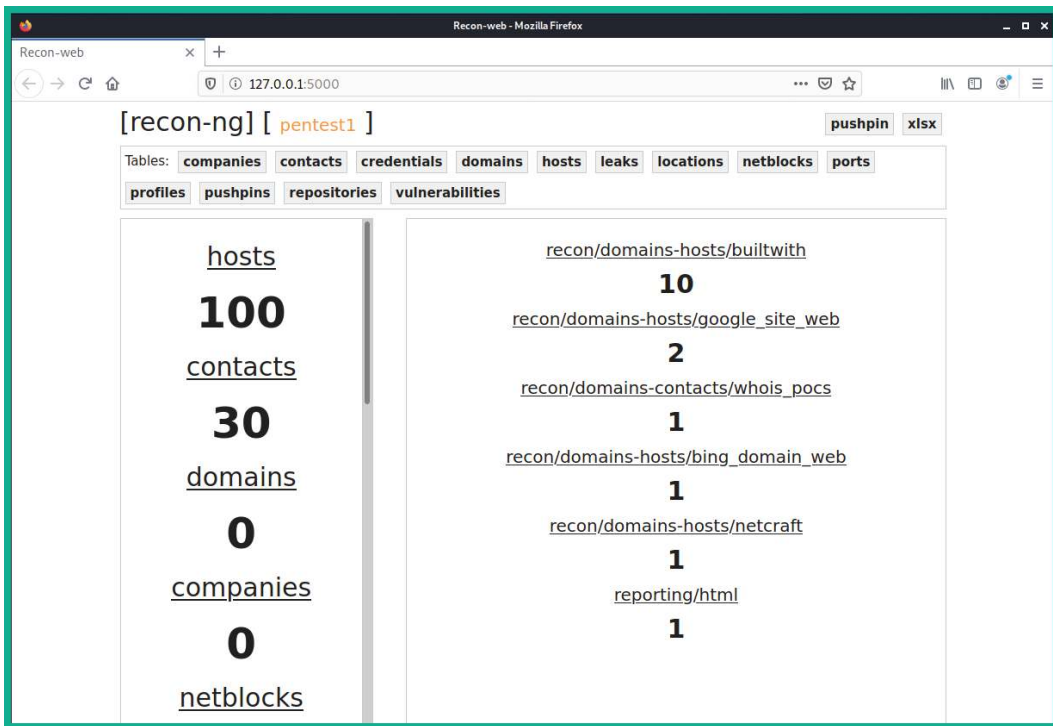 Recon-web - Mozilla Firefox
Recon-web
127.0.0.1:5000
[recon-ng] [ pentest1 ]
pushpin xlsx
Tables: companies contacts credentials domains hosts leaks locations netblocks ports
profiles pushpins repositories vulnerabilities
hosts
100
contacts
30
domains
0
companies
0
netblocks
recon/domains-hosts/builtwith
10
recon/domains-hosts/google_site_web
2
recon/domains-contacts/whois_pocs
1
recon/domains-hosts/bing_domain_web
1
recon/domains-hosts/netcraft
1
reporting/html
1